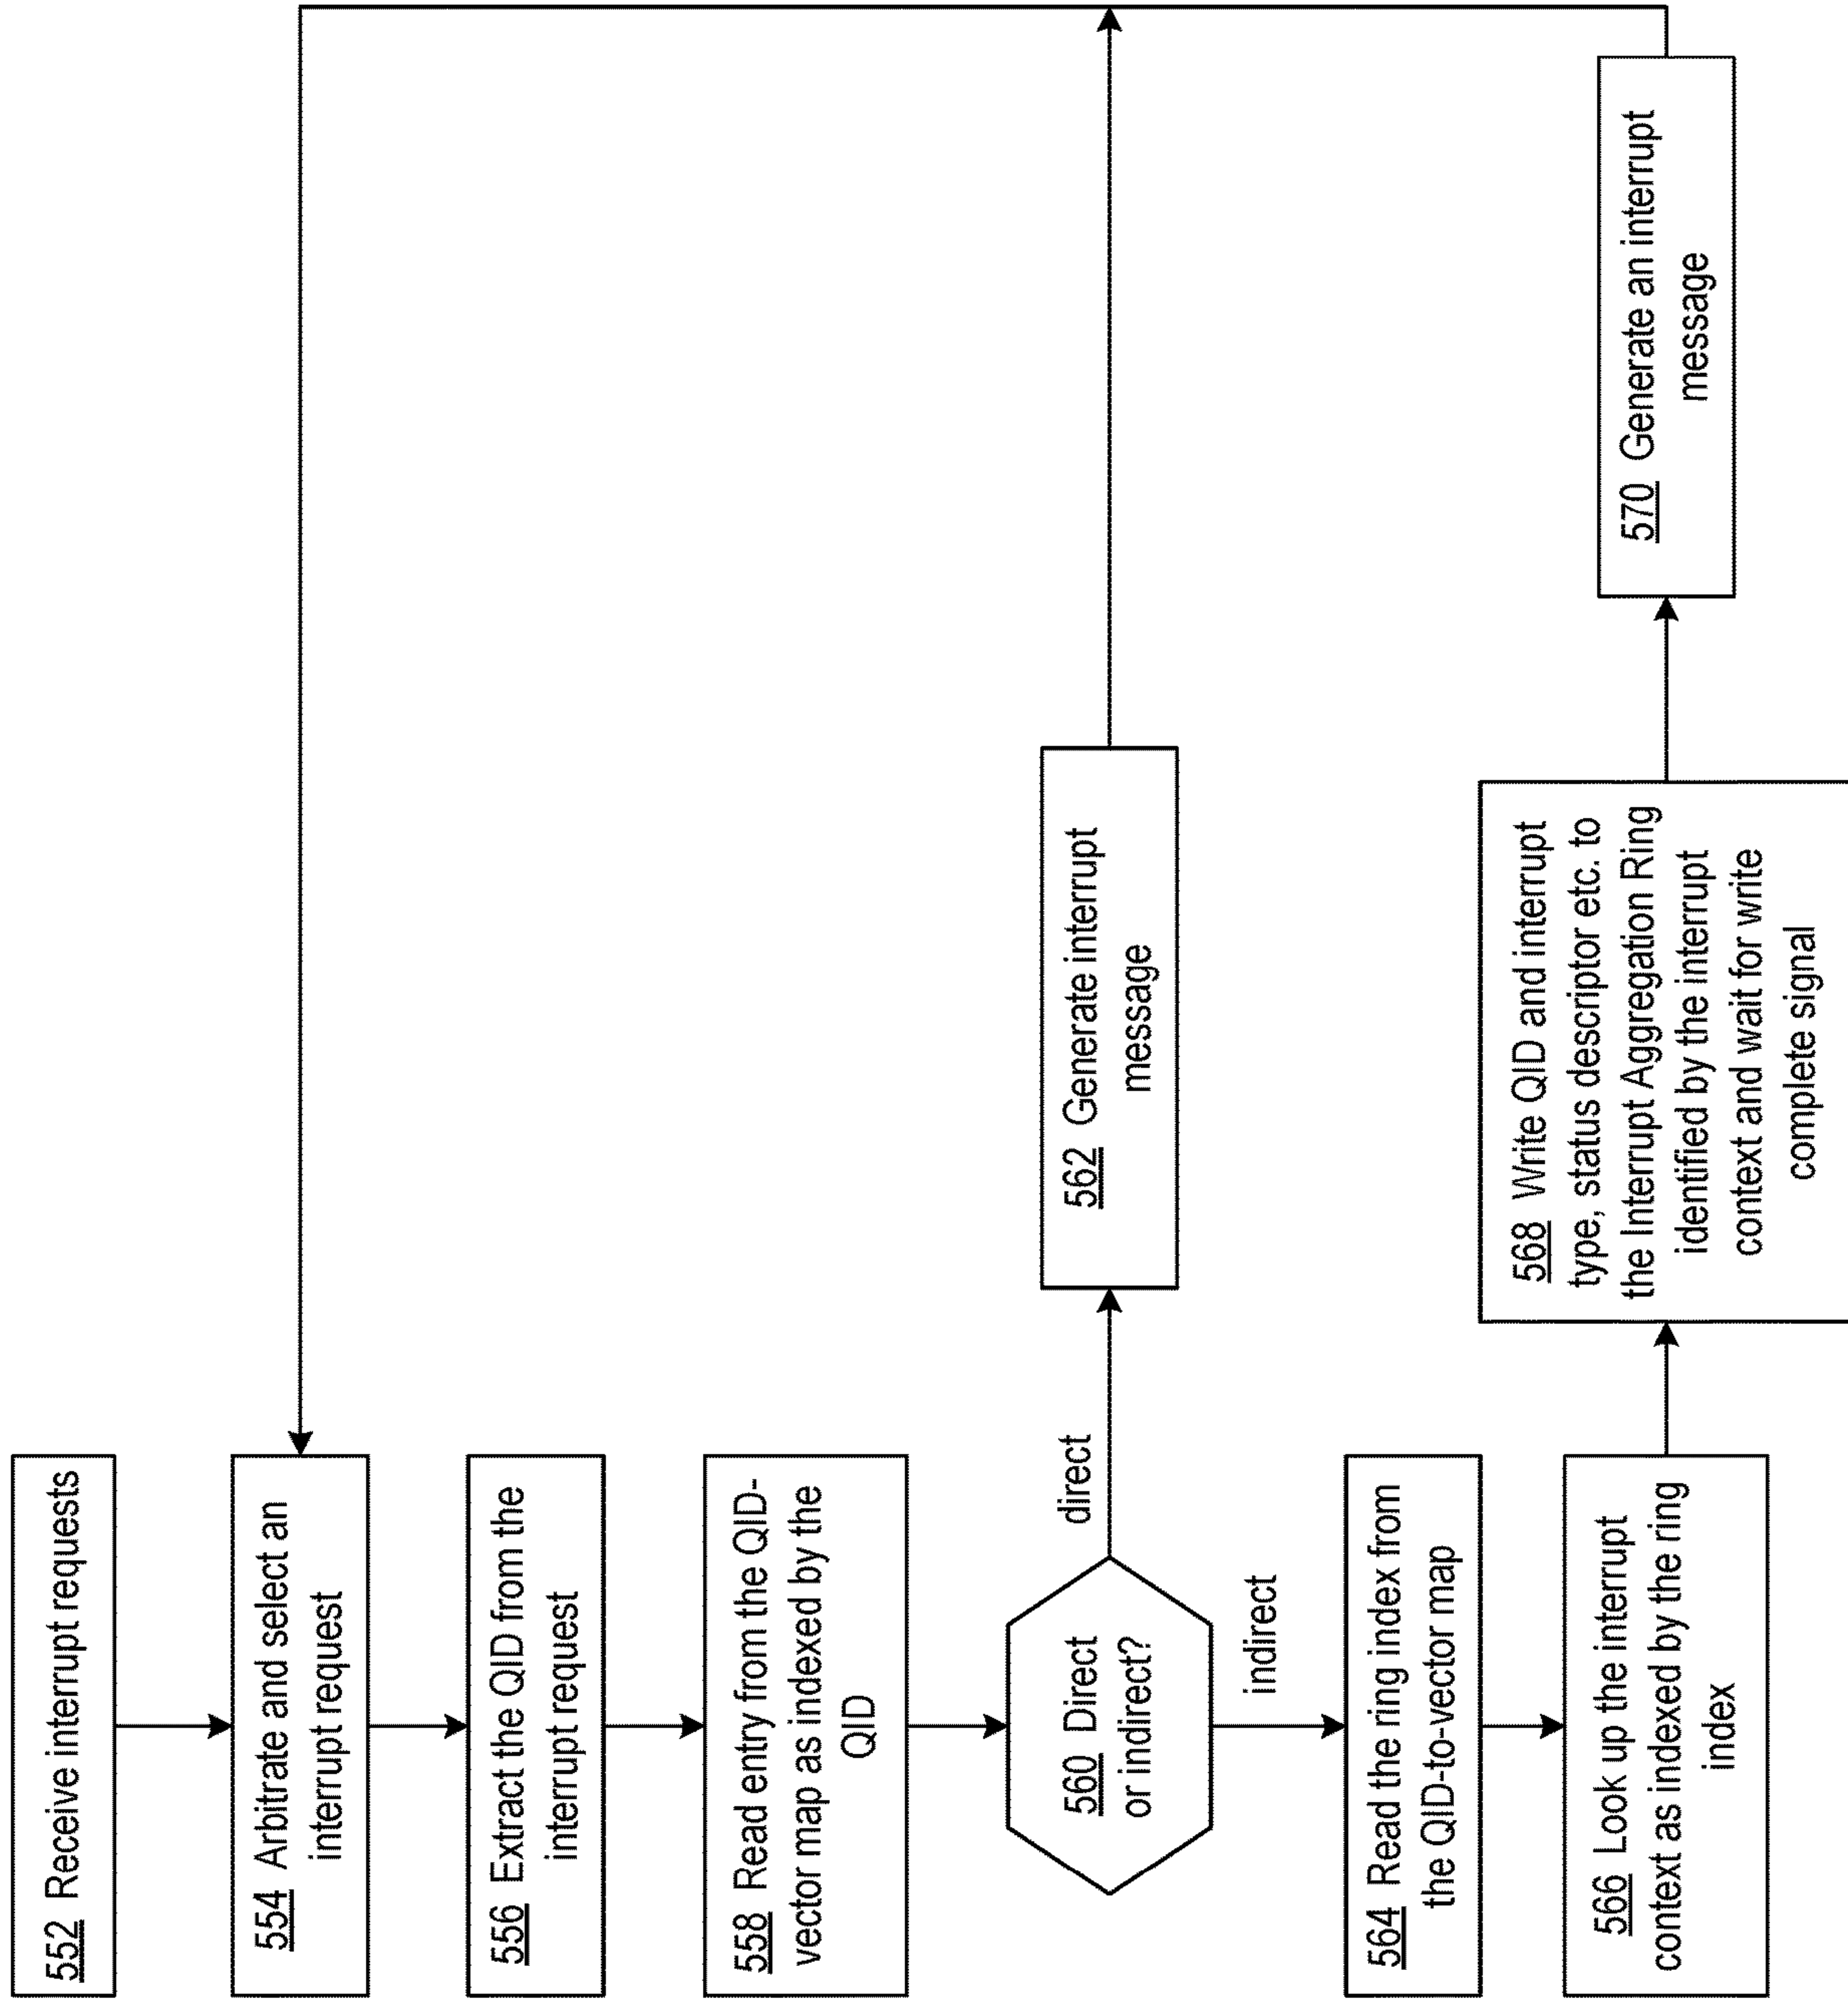 552 Receive interrupt requests
554 Arbitrate and select an
interrupt request
556 Extract the QID from the
interrupt request
558 Read entry from the QID-
vector map as indexed by the
QID
560 Direct
or indirect?
direct
562 Generate interrupt
message
indirect
564 Read the ring index from
the QID-to-vector map
566 Look up the interrupt
context as indexed by the ring
index
568 Write QID and interrupt
type, status descriptor etc. to
the Interrupt Aggregation Ring
identified by the interrupt
context and wait for write
complete signal
570 Generate an interrupt
message